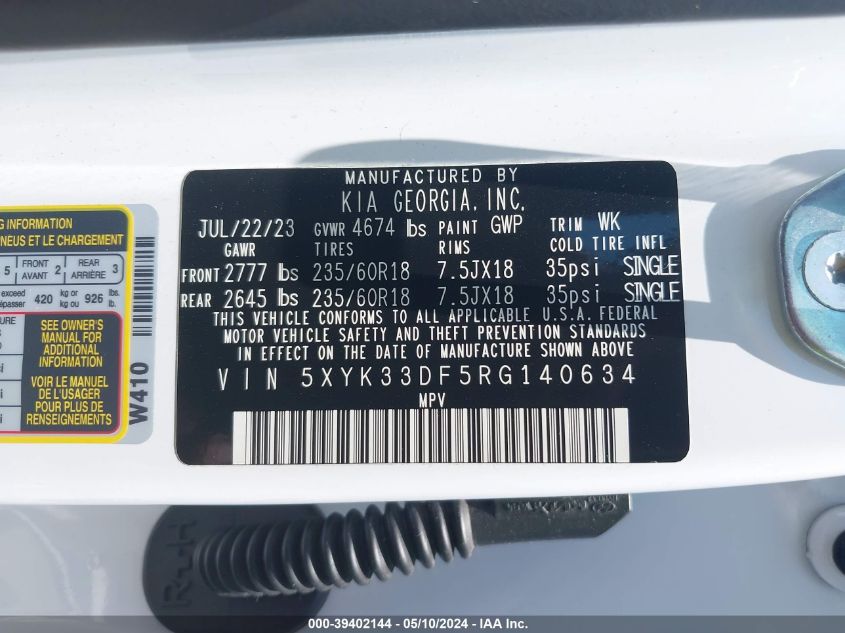 MANUFACTURED BY
KIA GEORGIA, INC.
JUL/22/23 GVWR 4674 lbs PAINT GWP TRIM WK
GAWR TIRES RIMS COLD TIRE INFL
FRONT 2777 lbs 235/60R18 7.5JX18 35psi SINGLE
REAR 2645 lbs 235/60R18 7.5JX18 35psi SINGLE
THIS VEHICLE CONFORMS TO ALL APPLICABLE U.S.A. FEDERAL
MOTOR VEHICLE SAFETY AND THEFT PREVENTION STANDARDS
IN EFFECT ON THE DATE OF MANUFACTURE SHOWN ABOVE
VIN 5XYK33DF5RG140634
MPV
INFORMATION
PNEUS ET LE CHARGEMENT
5 FRONT 2 REAR 3
AVANT ARRIÈRE
exceed 420 kg or 926 lbs.
kg ou lb.
SEE OWNER'S
MANUAL FOR
ADDITIONAL
INFORMATION
VOIR LE MANUEL
DE L'USAGER
POUR PLUS DE
RENSEIGNEMENTS
W410
000-39402144 - 05/10/2024 - IAA Inc.